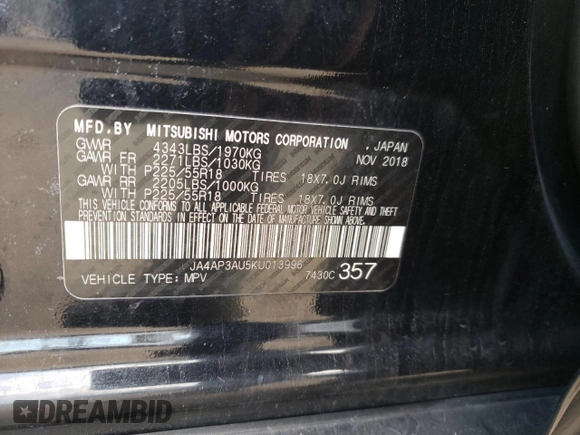 MFD.BY MITSUBISHI MOTORS CORPORATION , JAPAN
GVWR 4343LBS/1970KG NOV 2018
GAWR FR 2271LBS/1030KG
WITH P225/55R18 TIRES 18X7.0J RIMS
GAWR RR 2205LBS/1000KG
WITH P225/55R18 TIRES 18X7.0J RIMS
THIS VEHICLE CONFORMS TO ALL APPLICABLE FEDERAL MOTOR VEHICLE SAFETY AND THEFT
PREVENTION STANDARDS IN EFFECT ON THE DATE OF MANUFACTURE SHOWN ABOVE.
JA4AP3AU5KU013996
VEHICLE TYPE: MPV 7430C 357
DREAMBID